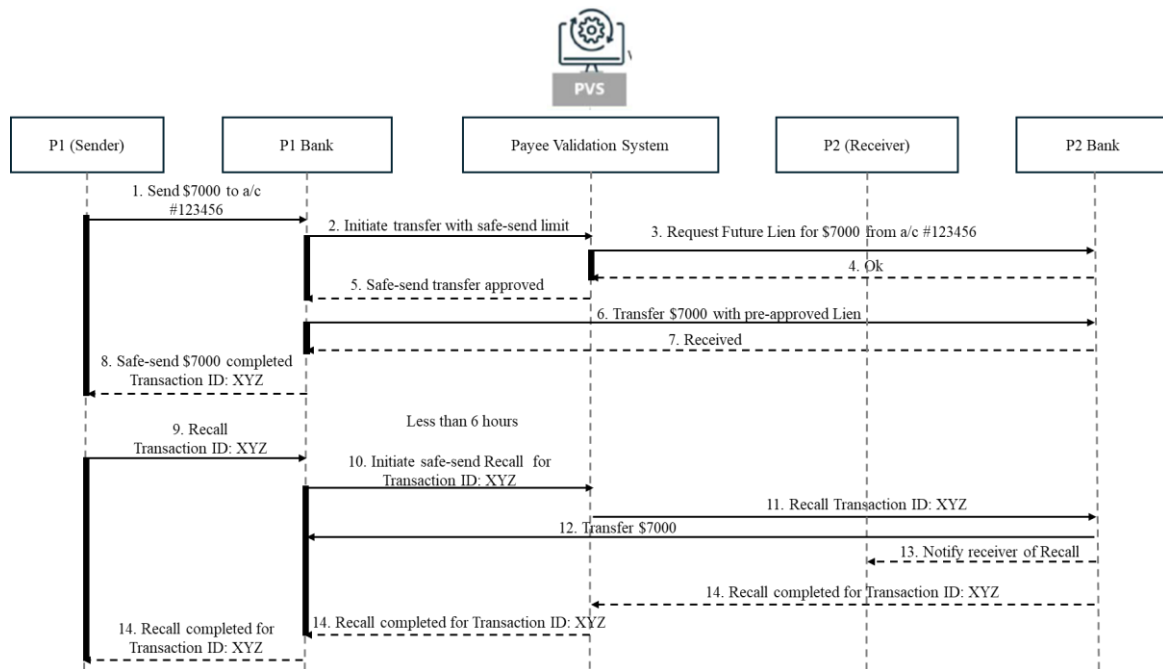 PVS
P1 (Sender)
P1 Bank
Payee Validation System
P2 (Receiver)
P2 Bank
1. Send $7000 to a/c
#123456
2. Initiate transfer with safe-send limit
3. Request Future Lien for $7000 from a/c #123456
4. Ok
5. Safe-send transfer approved
6. Transfer $7000 with pre-approved Lien
7. Received
8. Safe-send $7000 completed
Transaction ID: XYZ
Less than 6 hours
9. Recall
Transaction ID: XYZ
10. Initiate safe-send Recall for
Transaction ID: XYZ
11. Recall Transaction ID: XYZ
12. Transfer $7000
13. Notify receiver of Recall
14. Recall completed for Transaction ID: XYZ
14. Recall completed for Transaction ID: XYZ
14. Recall completed for
Transaction ID: XYZ